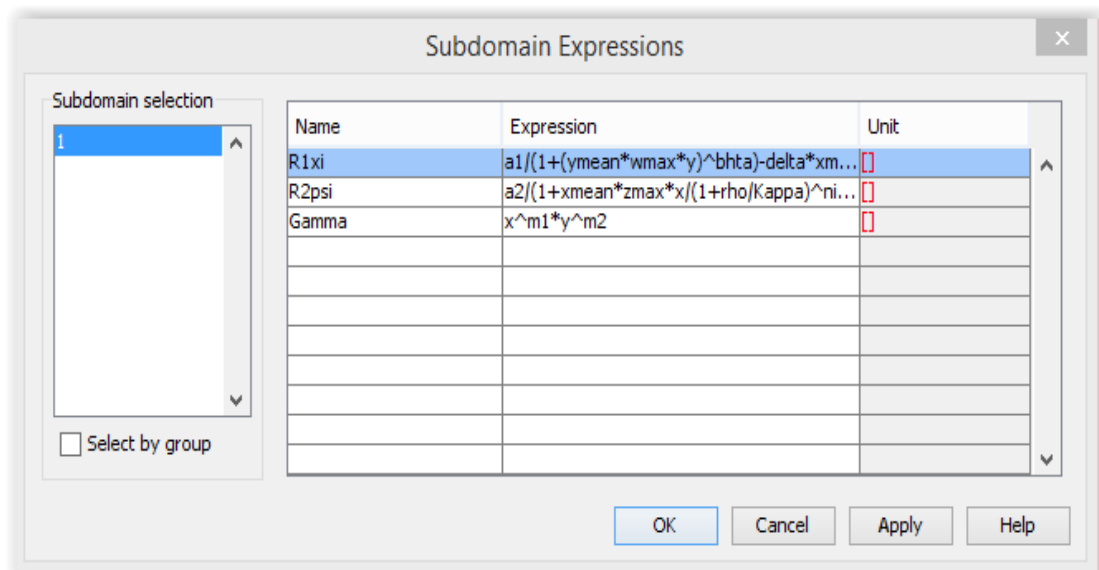 Subdomain Expressions
Subdomain selection
1
Select by group
Name Expression Unit
R1xi a1/(1+(ymean*wmax*y)^bhta)-delta*xm... []
R2psi a2/(1+xmean*zmax*x/(1+rho/Kappa)^ni... []
Gamma x^m1*y^m2 []
OK Cancel Apply Help